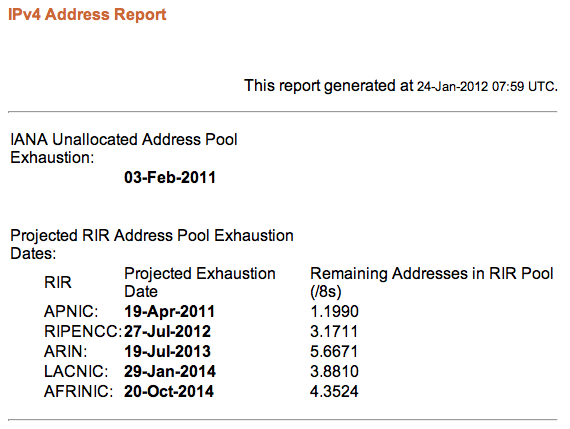 IPv4 Address Report
This report generated at 24-Jan-2012 07:59 UTC.
IANA Unallocated Address Pool
Exhaustion:
03-Feb-2011
Projected RIR Address Pool Exhaustion
Dates:
RIR Projected Exhaustion Date Remaining Addresses in RIR Pool (/8s)
APNIC: 19-Apr-2011 1.1990
RIPENCC: 27-Jul-2012 3.1711
ARIN: 19-Jul-2013 5.6671
LACNIC: 29-Jan-2014 3.8810
AFRINIC: 20-Oct-2014 4.3524